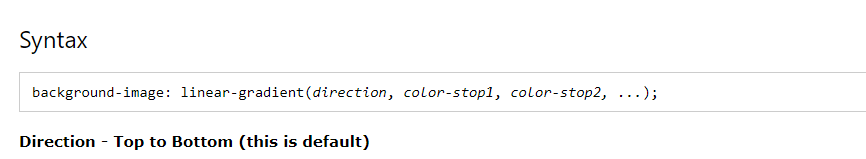 Syntax
background-image: linear-gradient(direction, color-stop1, color-stop2, ...);
Direction - Top to Bottom (this is default)